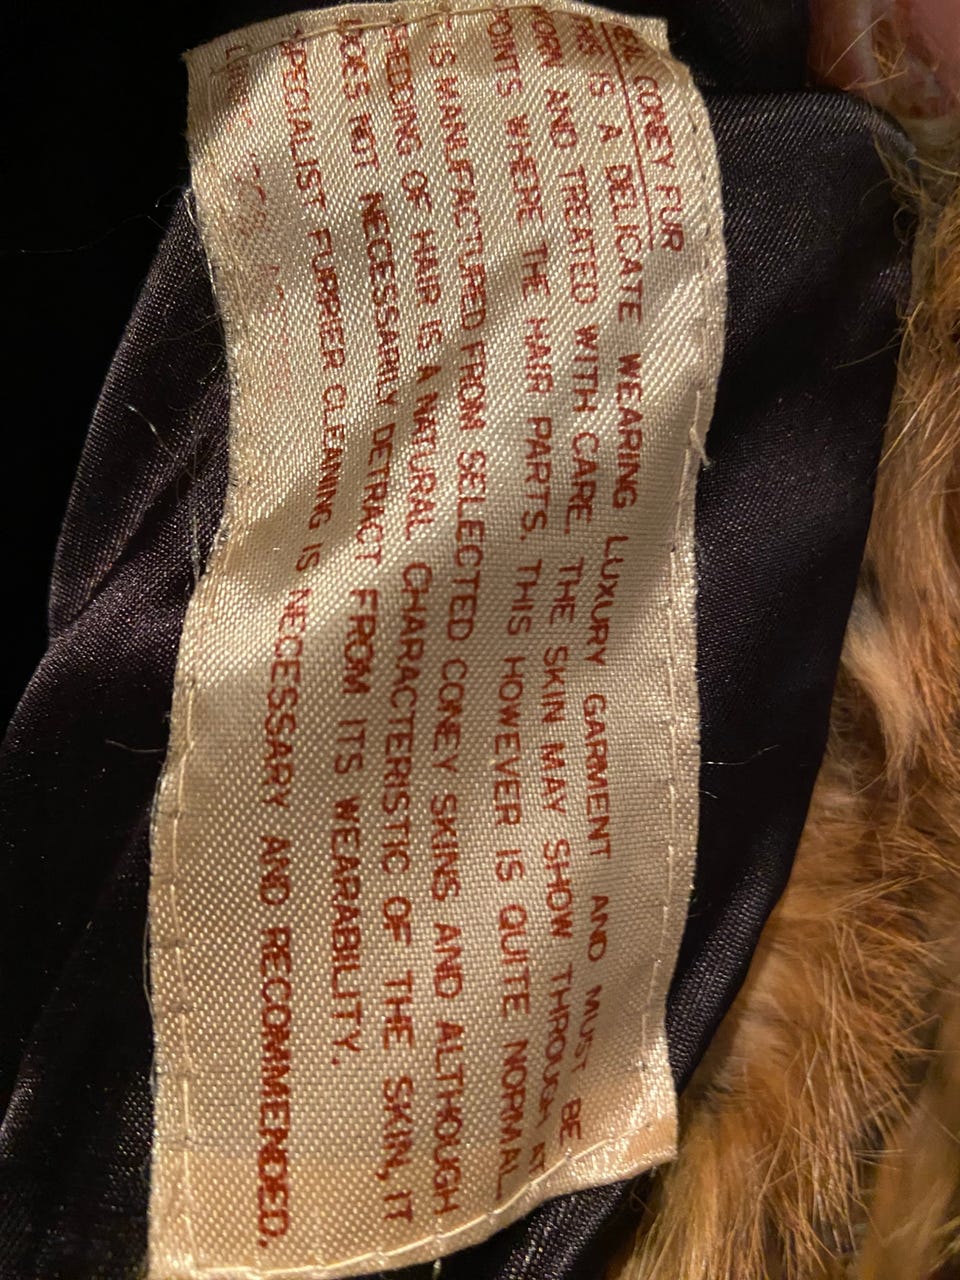 REAL CONEY FUR
THIS IS A DELICATE WEARING LUXURY GARMENT AND MUST BE
WORN AND TREATED WITH CARE. THE SKIN MAY SHOW THROUGH AT
POINTS WHERE THE HAIR PARTS. THIS HOWEVER IS QUITE NORMAL.
IS MANUFACTURED FROM SELECTED CONEY SKINS AND ALTHOUGH
SHEDDING OF HAIR IS A NATURAL CHARACTERISTIC OF THE SKIN, IT
DOES NOT NECESSARILY DETRACT FROM ITS WEARABILITY.
SPECIALIST FURRIER CLEANING IS NECESSARY AND RECOMMENDED.